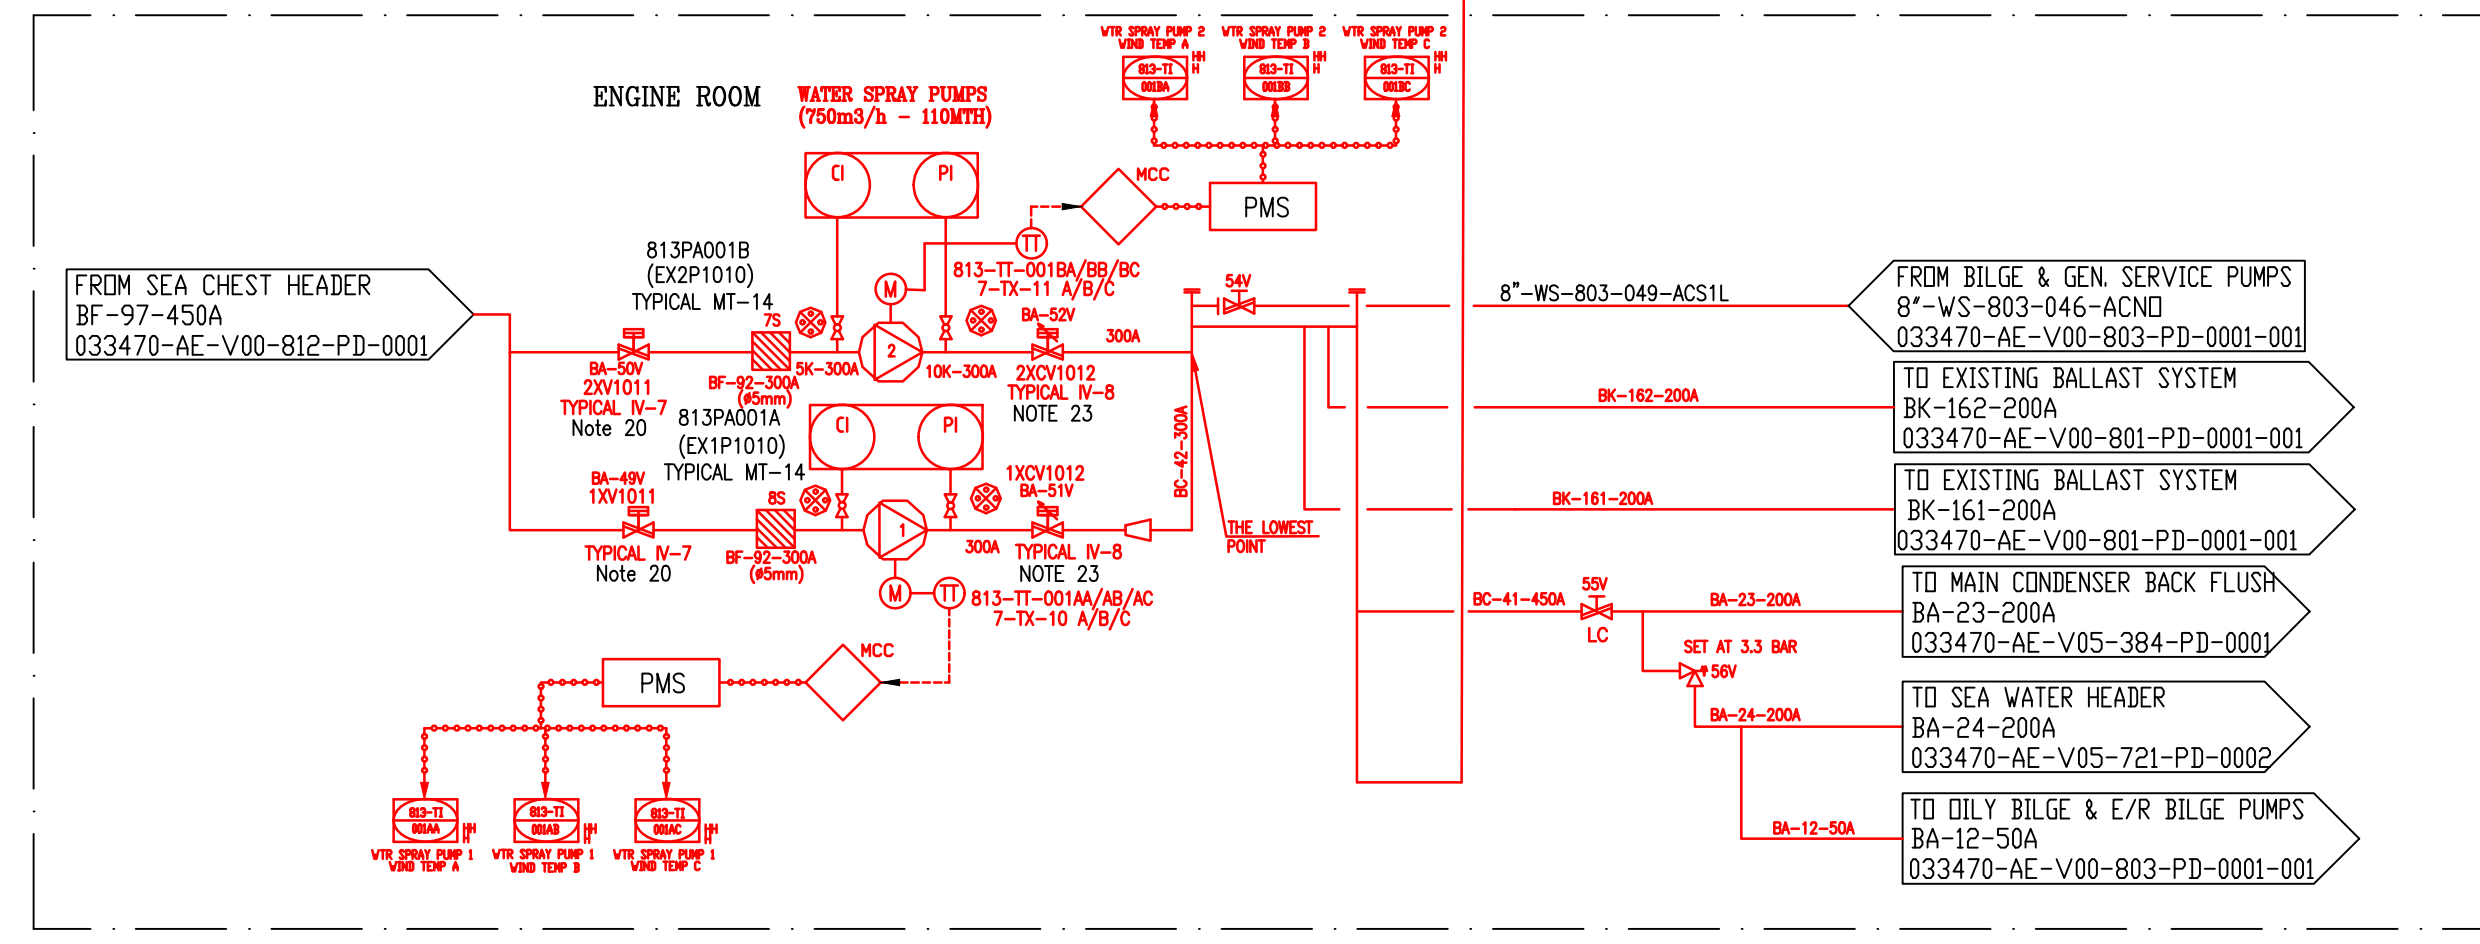 WTR SPRAY PUMP 2
WIND TEMP A
813-TI
001BA
HH
H
WTR SPRAY PUMP 2
WIND TEMP B
813-TI
001BB
HH
H
WTR SPRAY PUMP 2
WIND TEMP C
813-TI
001BC
HH
H
ENGINE ROOM
WATER SPRAY PUMPS
(750m3/h - 110MTH)
CI
PI
MCC
PMS
TT
813-TT-001BA/BB/BC
7-TX-11 A/B/C
813PA001B
(EX2P1010)
TYPICAL MT-14
7S
M
2
FROM SEA CHEST HEADER
BF-97-450A
033470-AE-V00-812-PD-0001
BA-50V
2XV1011
TYPICAL IV-7
Note 20
BF-92-300A
(ø5mm)
5K-300A
10K-300A
BA-52V
2XCV1012
TYPICAL IV-8
NOTE 23
300A
54V
8"-WS-803-049-ACS1L
FROM BILGE & GEN. SERVICE PUMPS
8"-WS-803-046-ACNO
033470-AE-V00-803-PD-0001-001
BK-162-200A
TO EXISTING BALLAST SYSTEM
BK-162-200A
033470-AE-V00-801-PD-0001-001
813PA001A
(EX1P1010)
TYPICAL MT-14
CI
PI
BC-42-300A
BA-49V
1XV1011
8S
1
1XCV1012
BA-51V
TYPICAL IV-7
Note 20
BF-92-300A
(ø5mm)
300A
TYPICAL IV-8
NOTE 23
THE LOWEST
POINT
BK-161-200A
TO EXISTING BALLAST SYSTEM
BK-161-200A
033470-AE-V00-801-PD-0001-001
M
TT
813-TT-001AA/AB/AC
7-TX-10 A/B/C
BC-41-450A
55V
LC
BA-23-200A
TO MAIN CONDENSER BACK FLUSH
BA-23-200A
033470-AE-V05-384-PD-0001
SET AT 3.3 BAR
56V
BA-24-200A
TO SEA WATER HEADER
BA-24-200A
033470-AE-V05-721-PD-0002
BA-12-50A
TO OILY BILGE & E/R BILGE PUMPS
BA-12-50A
033470-AE-V00-803-PD-0001-001
MCC
PMS
813-TI
001AA
HH
H
WTR SPRAY PUMP 1
WIND TEMP A
813-TI
001AB
HH
H
WTR SPRAY PUMP 1
WIND TEMP B
813-TI
001AC
HH
H
WTR SPRAY PUMP 1
WIND TEMP C